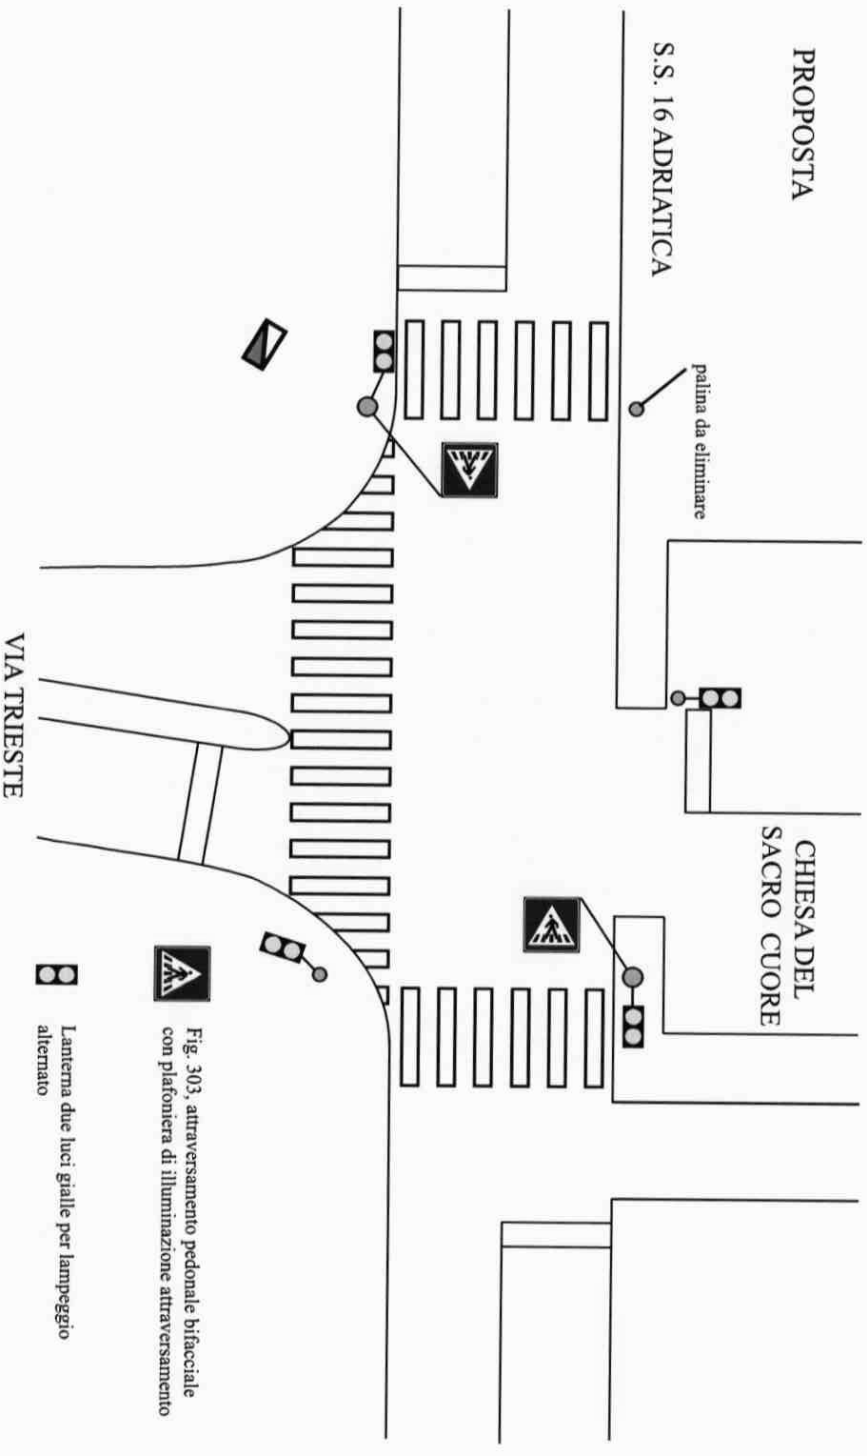 PROPOSTA
S.S. 16 ADRIATICA
palina da eliminare
CHIESA DEL
SACRO CUORE
VIA TRIESTE
Fig. 303, attraversamento pedonale bifacciale
con plafoniera di illuminazione attraversamento
Lanterna due luci gialle per lampeggio
alternato